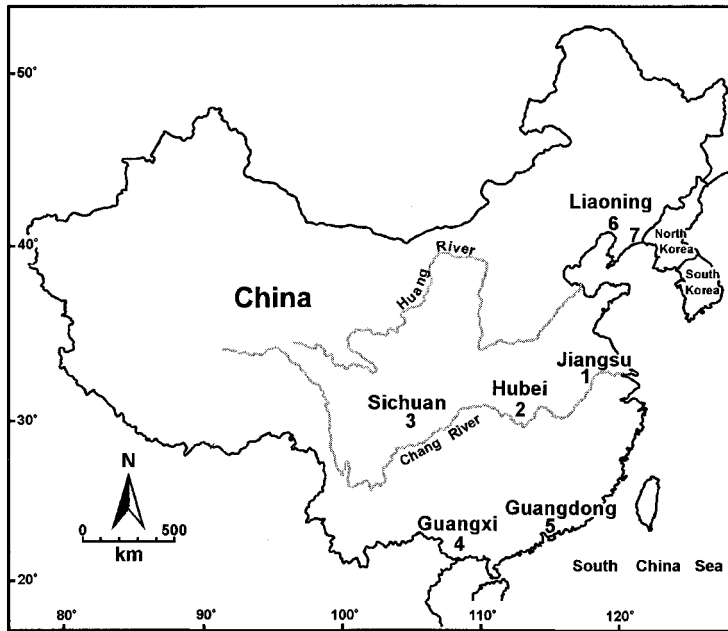 50°
Liaoning
6
7
North
Korea
40°
River
Huang
South
Korea
China
Jiangsu
1
Hubei
2
Sichuan
3
30°
Chang River
N
0 500
km
Guangxi
4
Guangdong
5
South China Sea
20°
80°
90°
100°
110°
120°